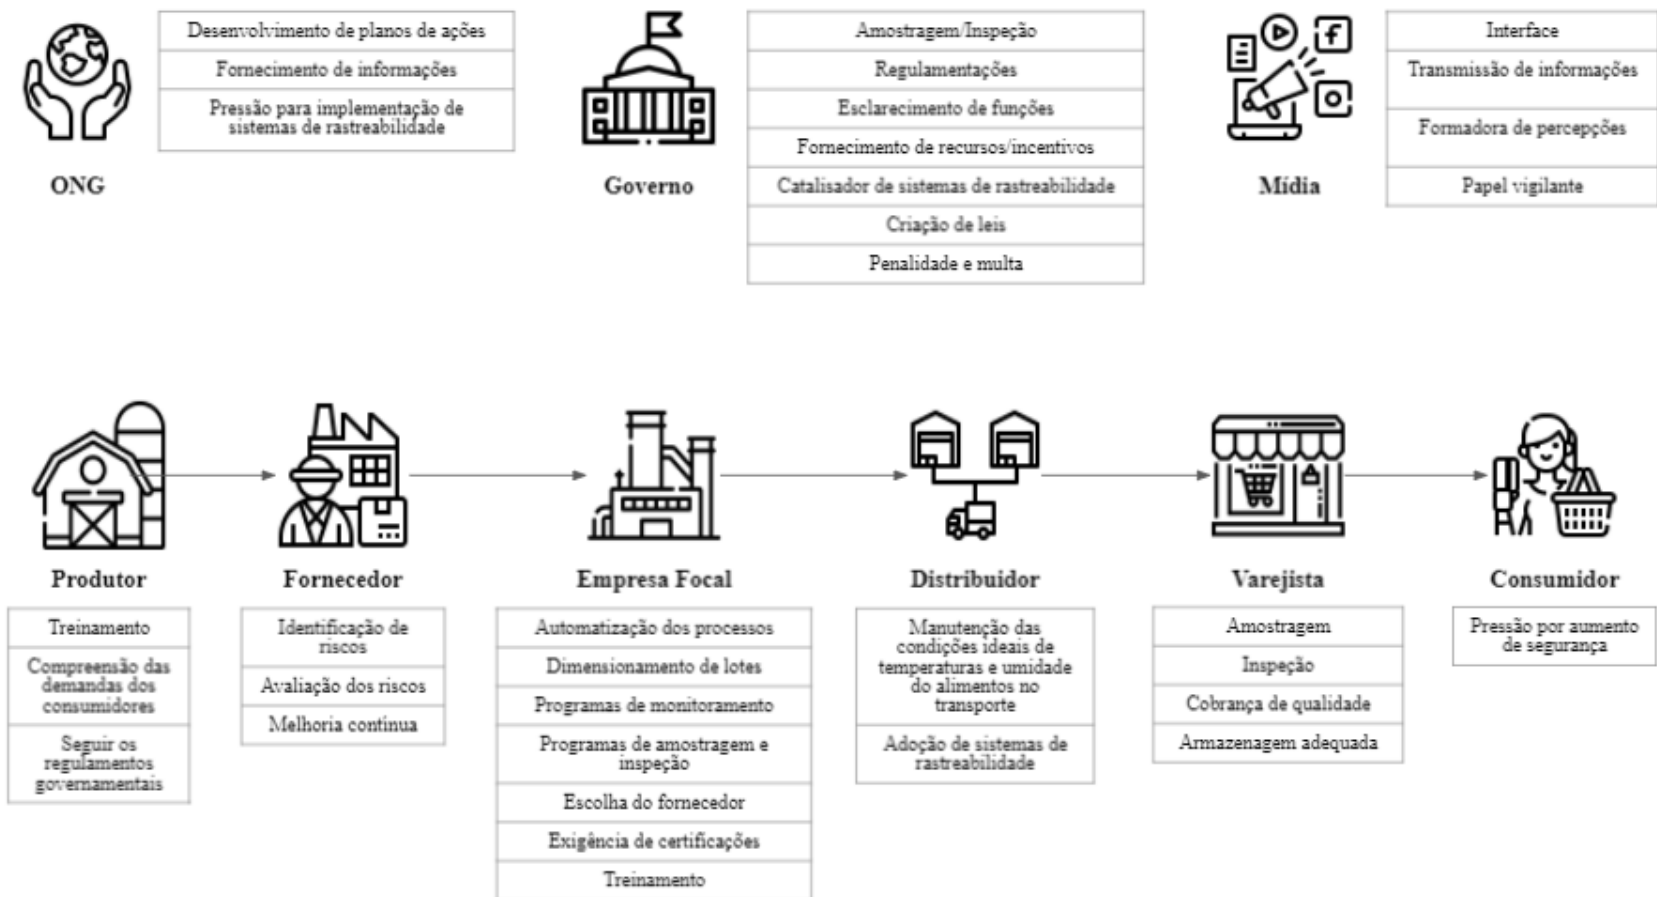 Desenvolvimento de planos de ações
Fornecimento de informações
Pressão para implementação de
sistemas de rastreabilidade
ONG
Amostragem/Inspeção
Regulamentações
Esclarecimento de funções
Fornecimento de recursos/incentivos
Catalisador de sistemas de rastreabilidade
Criação de leis
Penalidade e multa
Governo
Interface
Transmissão de informações
Formadora de percepções
Papel vigilante
Mídia
Produtor
Treinamento
Compreensão das
demandas dos
consumidores
Seguir os
regulamentos
governamentais
Fornecedor
Identificação de
riscos
Avaliação dos riscos
Melhoria contínua
Empresa Focal
Automatização dos processos
Dimensionamento de lotes
Programas de monitoramento
Programas de amostragem e
inspeção
Escolha do fornecedor
Exigência de certificações
Treinamento
Distribuidor
Manutenção das
condições ideais de
temperaturas e umidade
do alimentos no
transporte
Adoção de sistemas de
rastreabilidade
Varejista
Amostragem
Inspeção
Cobrança de qualidade
Armazenagem adequada
Consumidor
Pressão por aumento
de segurança